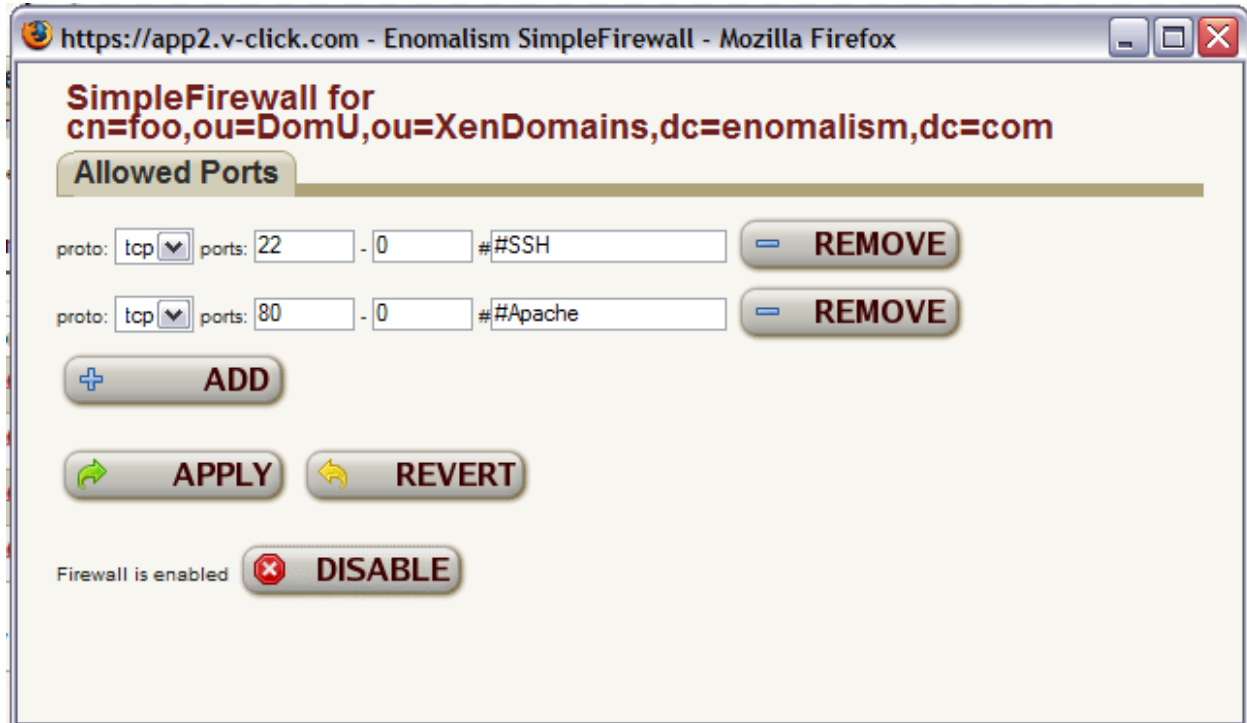 https://app2.v-click.com - Enomalism SimpleFirewall - Mozilla Firefox
SimpleFirewall for
cn=foo,ou=DomU,ou=XenDomains,dc=enomalism,dc=com
Allowed Ports
proto: tcp ports: 22 - 0 # #SSH REMOVE
proto: tcp ports: 80 - 0 # #Apache REMOVE
ADD
APPLY REVERT
Firewall is enabled DISABLE